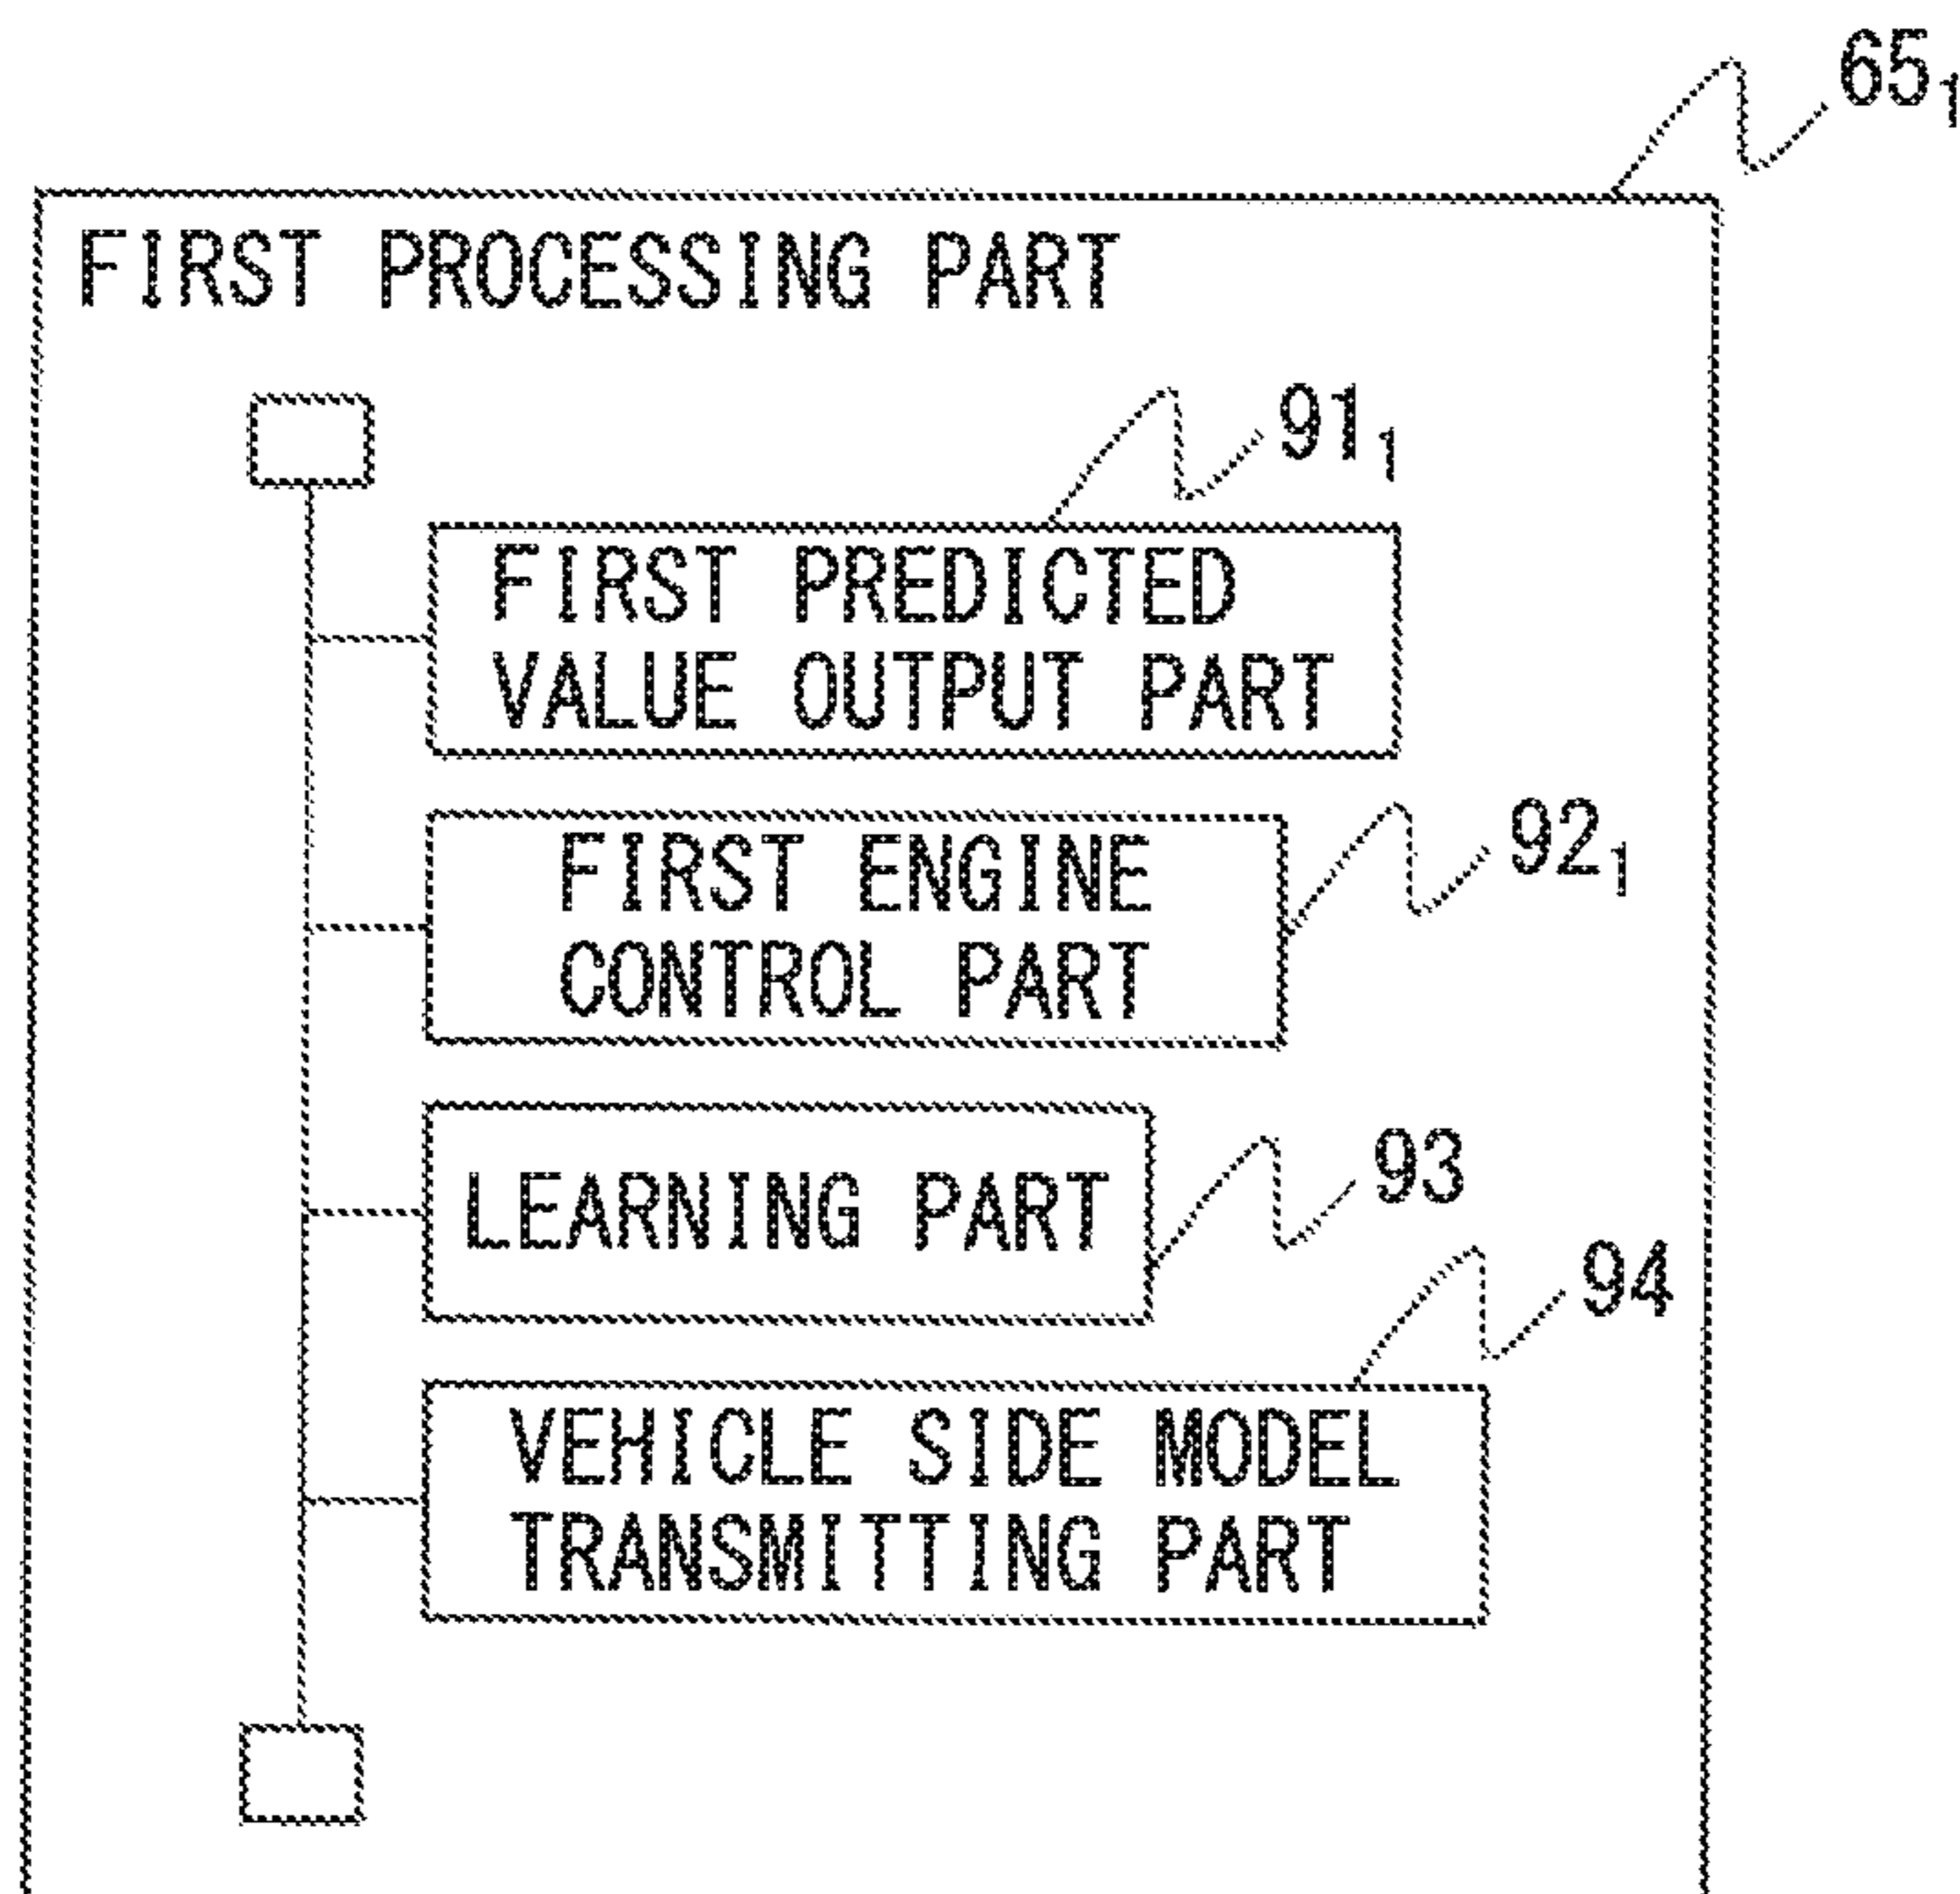 65₁
FIRST PROCESSING PART
91₁
FIRST PREDICTED
VALUE OUTPUT PART
92₁
FIRST ENGINE
CONTROL PART
93
LEARNING PART
94
VEHICLE SIDE MODEL
TRANSMITTING PART